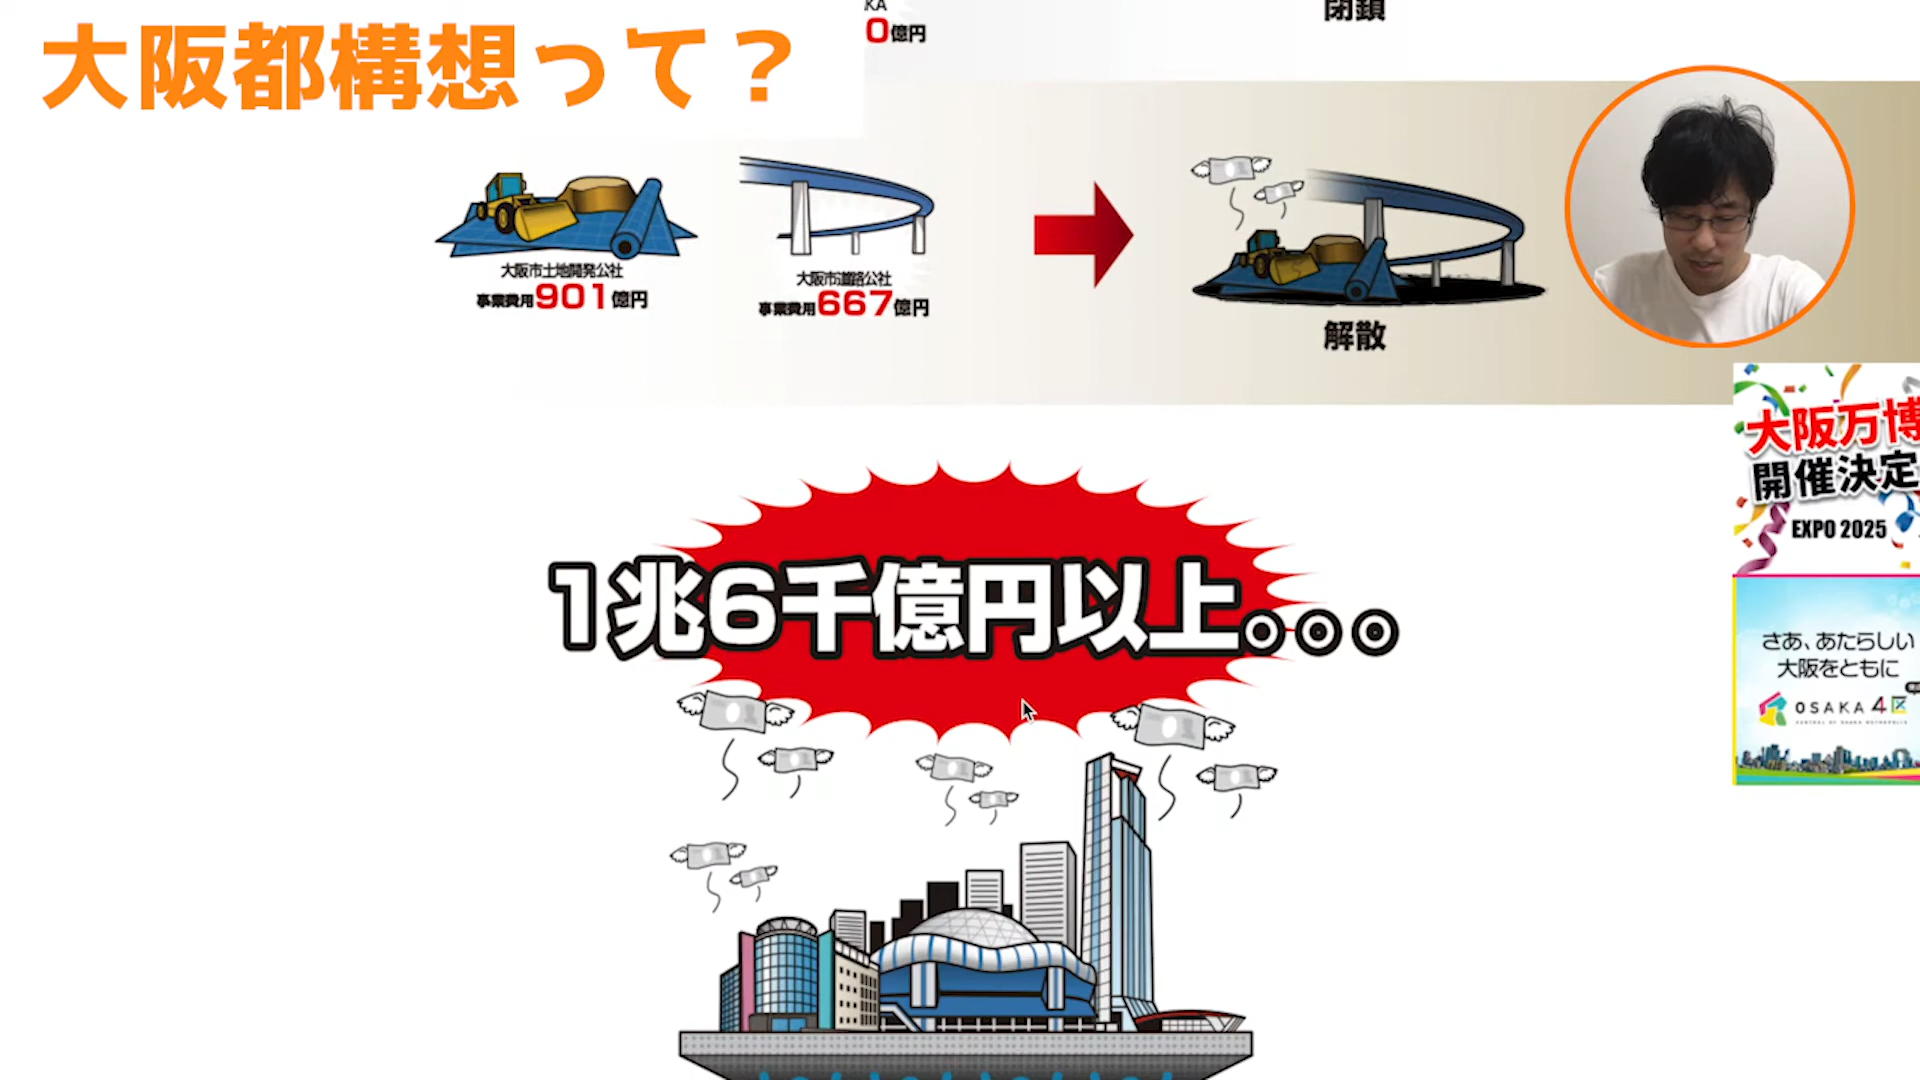 大阪都構想って？
KA
0億円
閉鎖
大阪市土地開発公社
事業費用901億円
大阪市道路公社
事業費用667億円
解散
1兆6千億円以上。。。
大阪万博
開催決定
EXPO 2025
さあ、あたらしい
大阪をともに
OSAKA 4区